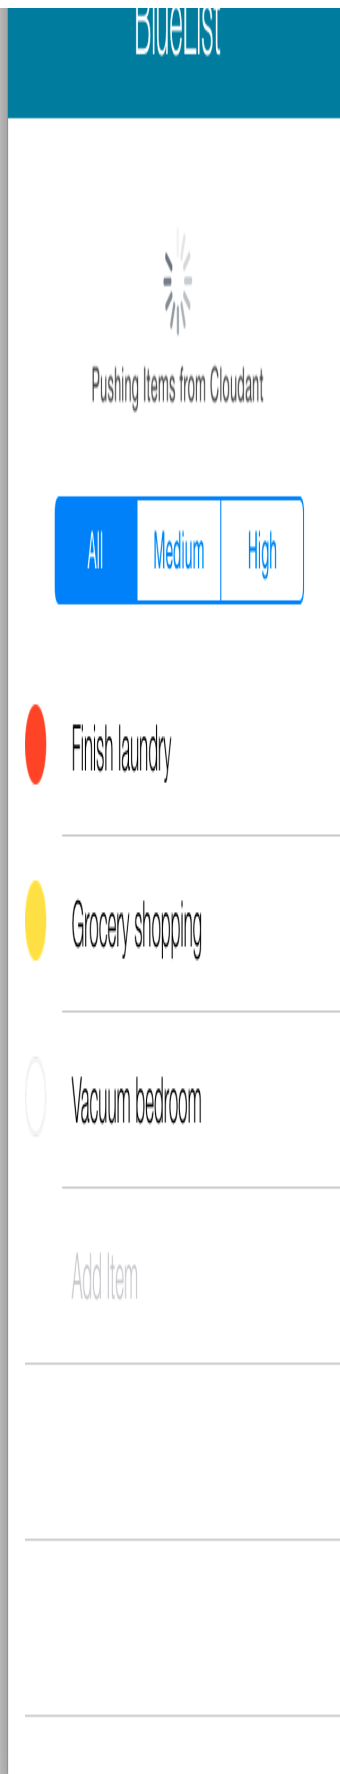 BlueList
Pushing Items from Cloudant
All Medium High
Finish laundry
Grocery shopping
Vacuum bedroom
Add Item